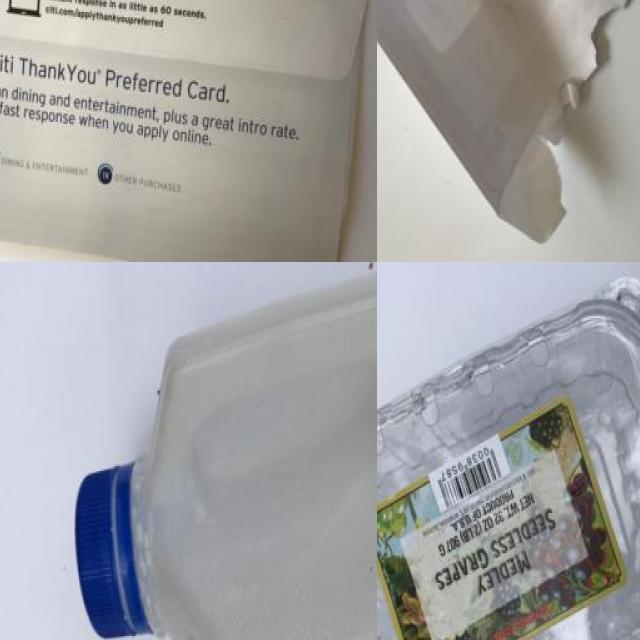 response in as little as 60 seconds.
citi.com/applythankyoupreferred
iti ThankYou® Preferred Card.
n dining and entertainment, plus a great intro rate.
fast response when you apply online.
DINING & ENTERTAINMENT
1X OTHER PURCHASES
MEDLEY
SEEDLESS GRAPES
NET WT. 32 OZ (2 LB) 907 G
PRODUCT OF U.S.A.